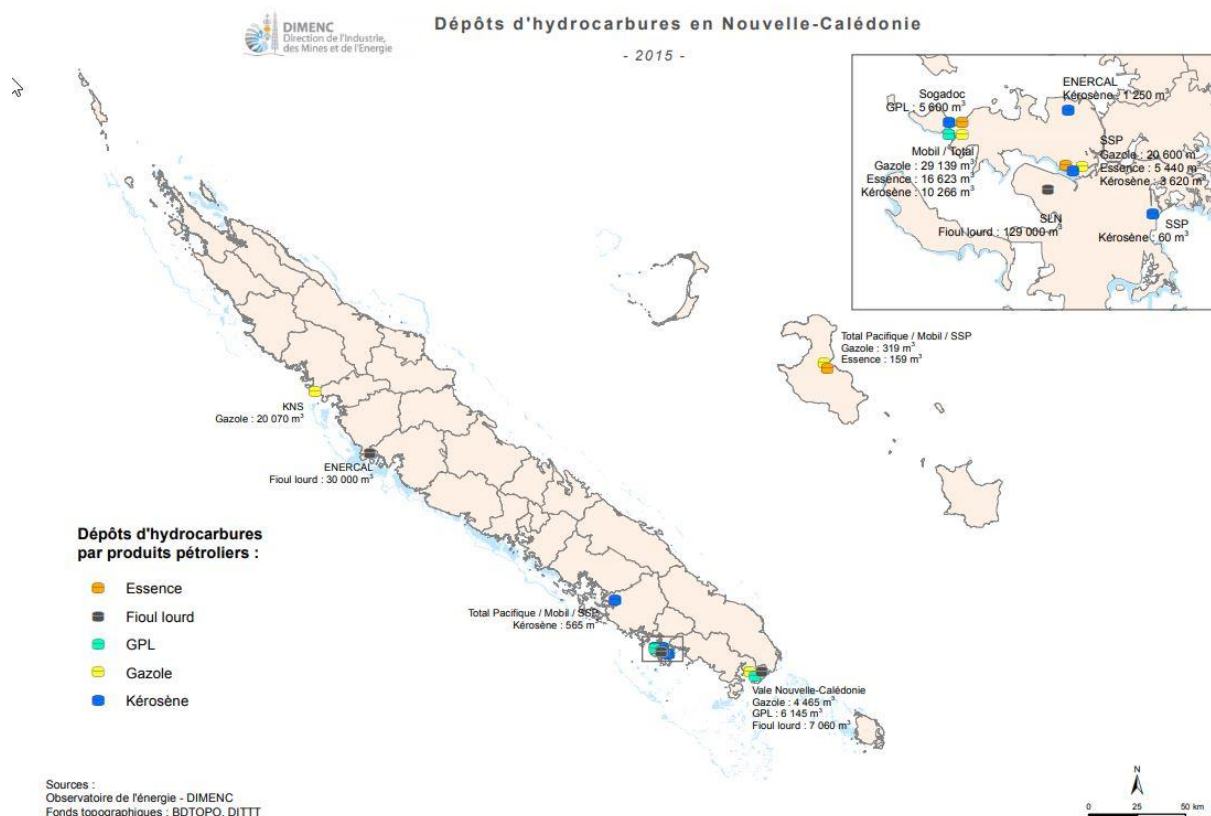 DIMENC
Direction de l'Industrie,
des Mines et de l'Energie
Dépôts d'hydrocarbures en Nouvelle-Calédonie
- 2015 -
Sogadoc
GPL : 5 600 m³
ENERCAL
Kérosène : 1 250 m³
Mobil / Total
Gazole : 29 139 m³
Essence : 16 623 m³
Kérosène : 10 266 m³
SSP
Gazole : 20 600 m³
Essence : 5 440 m³
Kérosène : 3 620 m³
SLN
Fioul lourd : 129 000 m³
SSP
Kérosène : 60 m³
Total Pacifique / Mobil / SSP
Gazole : 319 m³
Essence : 159 m³
KNS
Gazole : 20 070 m³
ENERCAL
Fioul lourd : 30 000 m³
Dépôts d'hydrocarbures
par produits pétroliers :
Essence
Fioul lourd
GPL
Gazole
Kérosène
Total Pacifique / Mobil / SSP
Kérosène : 565 m
Vale Nouvelle-Calédonie
Gazole : 4 465 m³
GPL : 6 145 m³
Fioul lourd : 7 060 m³
Sources :
Observatoire de l'énergie - DIMENC
Fonds topographiques : BDTOPO, DITTT
N
0 25 50 km